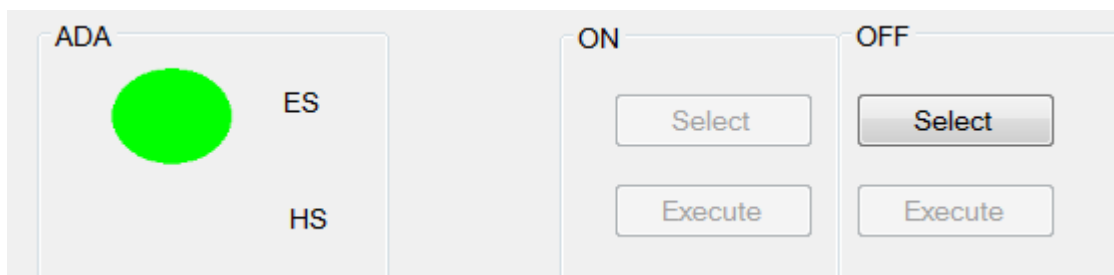 ADA
ES
HS
ON
Select
Execute
OFF
Select
Execute